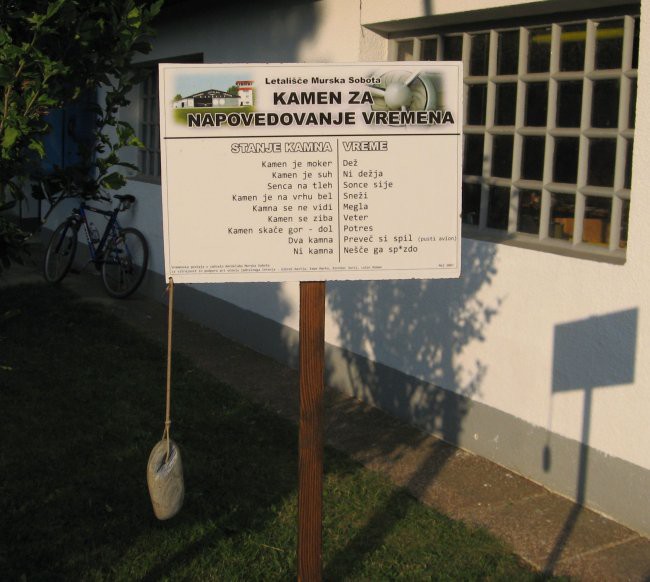 Letališče Murska Sobota
KAMEN ZA
NAPOVEDOVANJE VREMENA
STANJE KAMNA VREME
Kamen je moker Dež
Kamen je suh Ni dežja
Senca na tleh Sonce sije
Kamen je na vrhu bel Sneži
Kamna se ne vidi Megla
Kamen se ziba Veter
Kamen skače gor - dol Potres
Dva kamna Preveč si spil (pusti avion)
Ni kamna Nešče ga sp*zdo